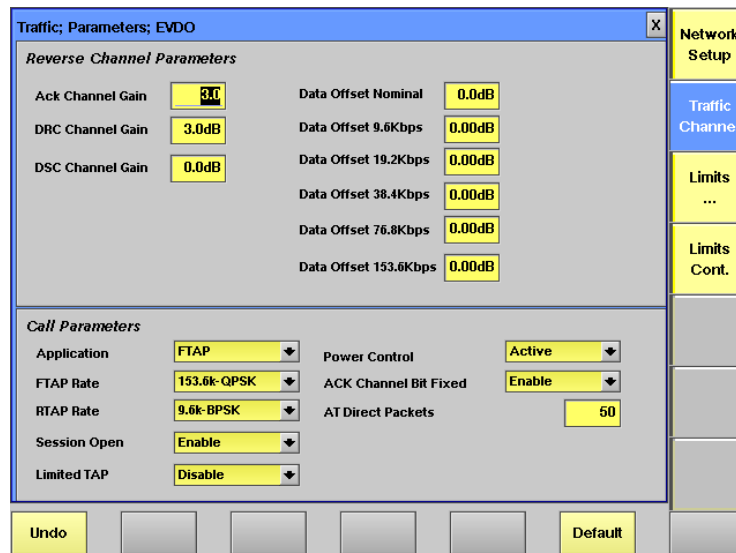 Traffic; Parameters; EVDO
X
Reverse Channel Parameters
Ack Channel Gain 3.0
DRC Channel Gain 3.0dB
DSC Channel Gain 0.0dB
Data Offset Nominal 0.0dB
Data Offset 9.6Kbps 0.00dB
Data Offset 19.2Kbps 0.00dB
Data Offset 38.4Kbps 0.00dB
Data Offset 76.8Kbps 0.00dB
Data Offset 153.6Kbps 0.00dB
Call Parameters
Application FTAP
FTAP Rate 153.6k-QPSK
RTAP Rate 9.6k-BPSK
Session Open Enable
Limited TAP Disable
Power Control Active
ACK Channel Bit Fixed Enable
AT Direct Packets 50
Network
Setup
Traffic
Channe
Limits
...
Limits
Cont.
Undo
Default